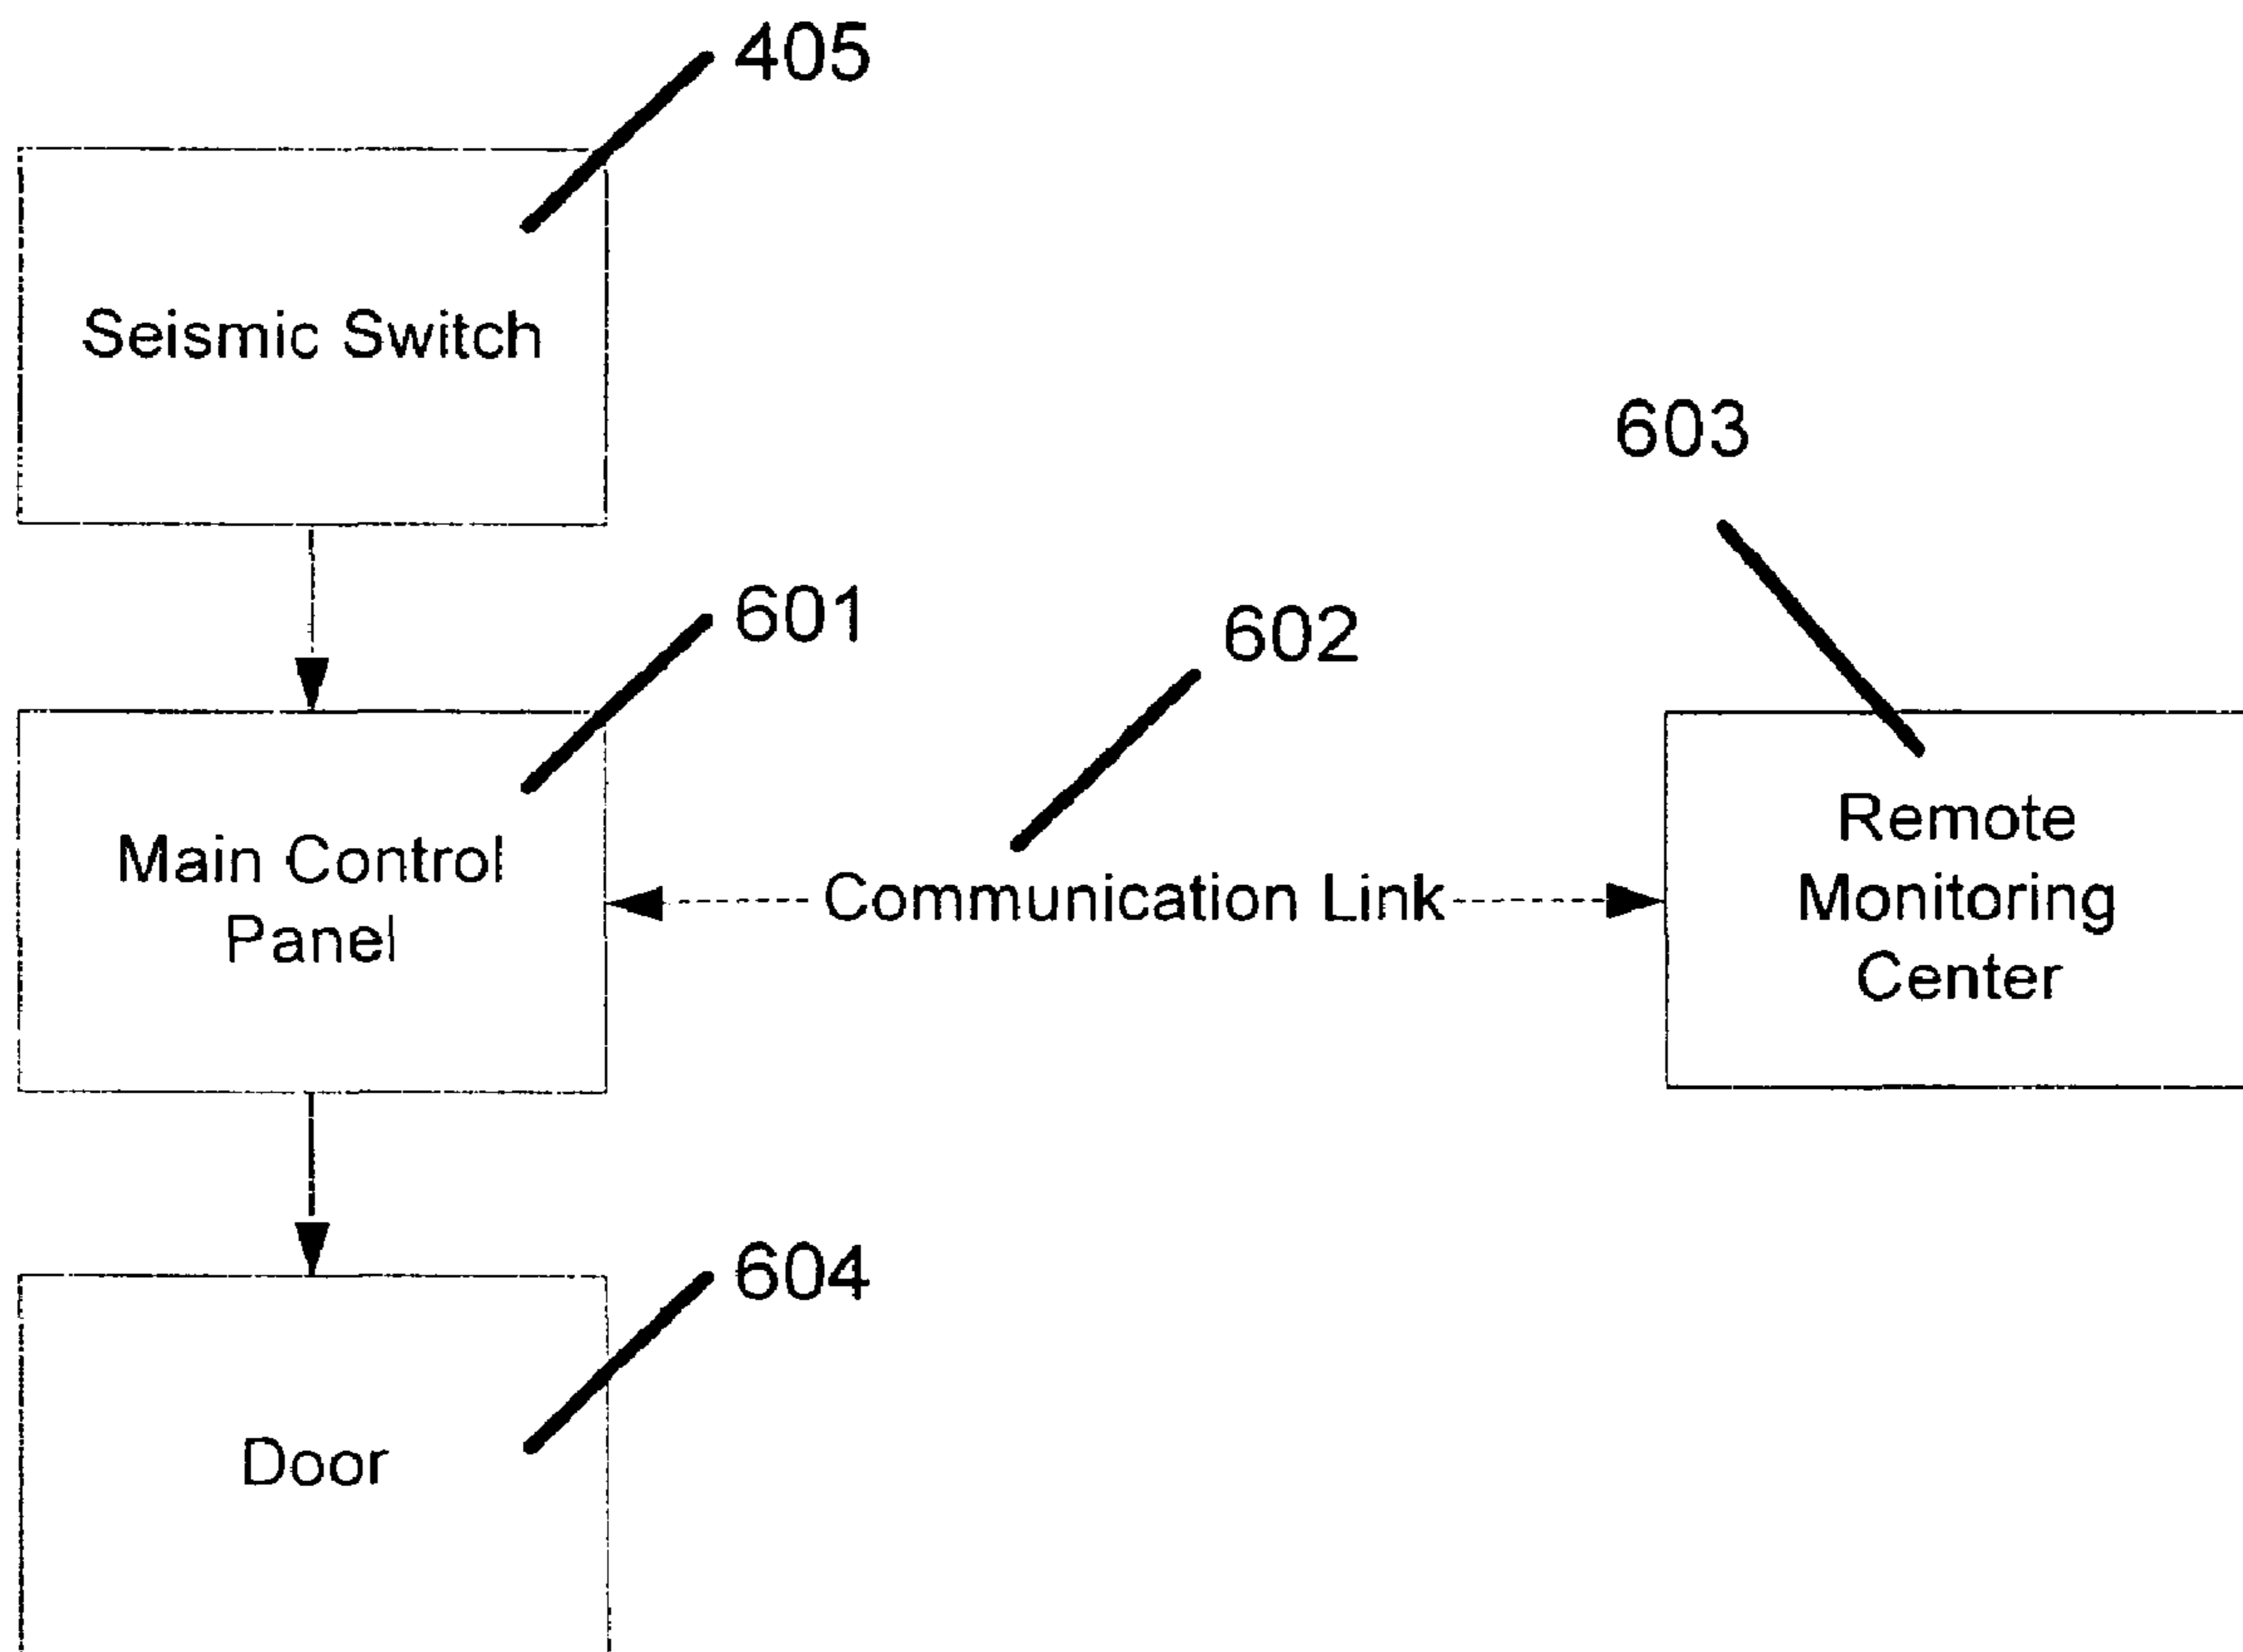 405
Seismic Switch
603
601
602
Main Control
Panel
Communication Link
Remote
Monitoring
Center
604
Door